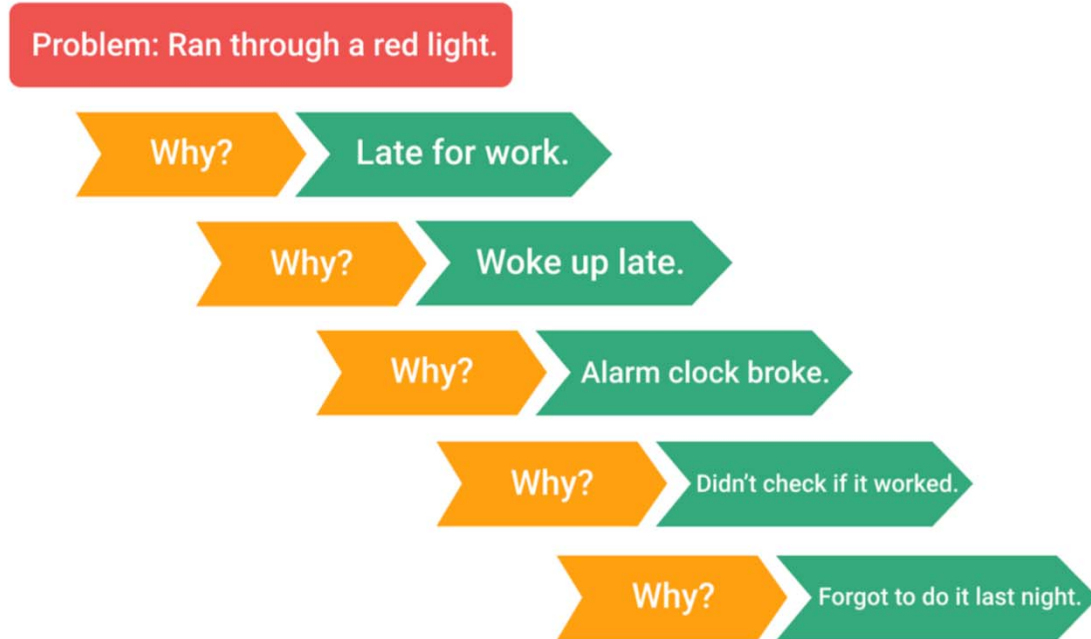 Problem: Ran through a red light.
Why? Late for work.
Why? Woke up late.
Why? Alarm clock broke.
Why? Didn't check if it worked.
Why? Forgot to do it last night.